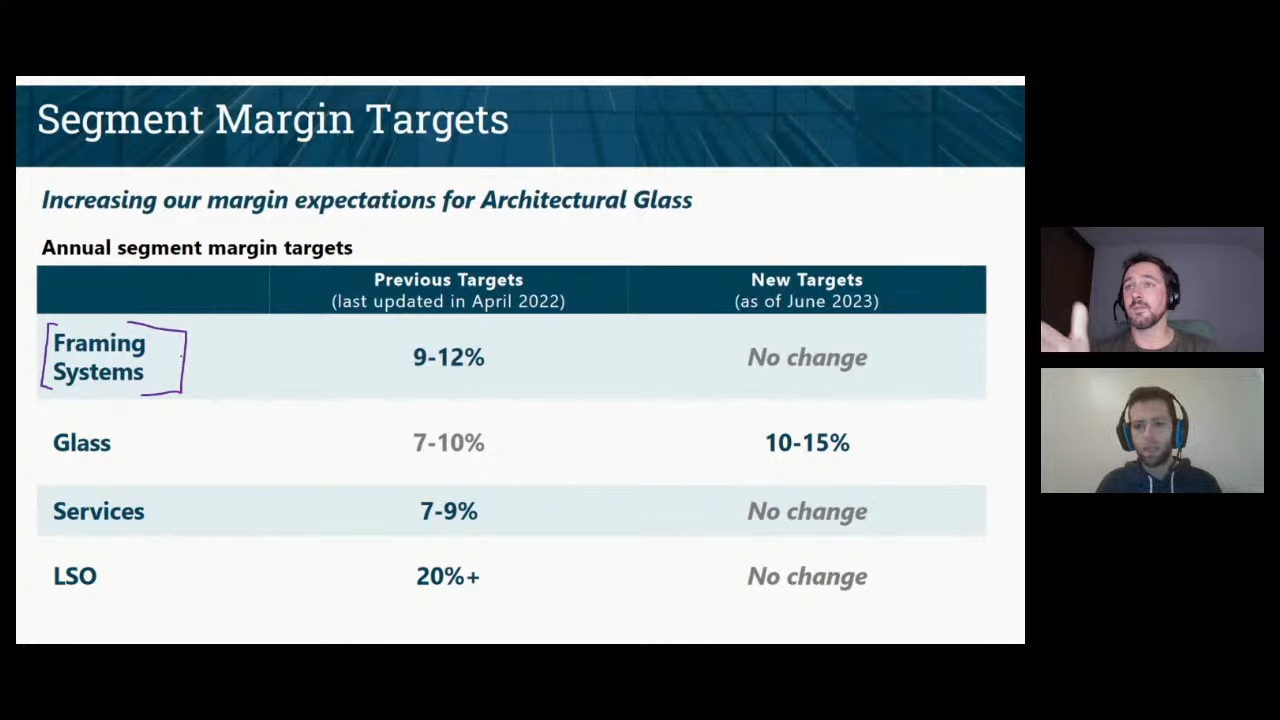 Segment Margin Targets
Increasing our margin expectations for Architectural Glass
Annual segment margin targets
Previous Targets
(last updated in April 2022)
New Targets
(as of June 2023)
Framing
Systems
9-12%
No change
Glass
7-10%
10-15%
Services
7-9%
No change
LSO
20%+
No change